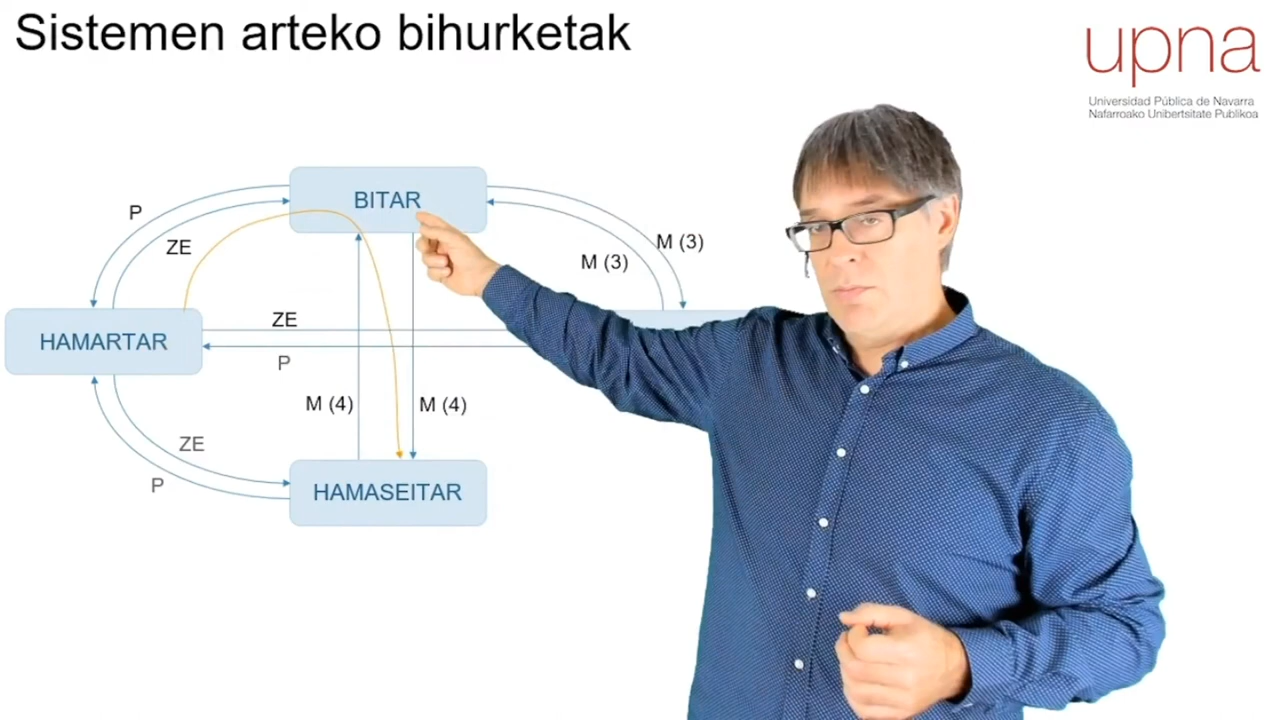 Sistemen arteko bihurketak
upna
Universidad Pública de Navarra
Nafarroako Unibertsitate Publikoa
BITAR
P
ZE
M (3)
M (3)
HAMARTAR
ZE
P
M (4)
M (4)
ZE
P
HAMASEITAR